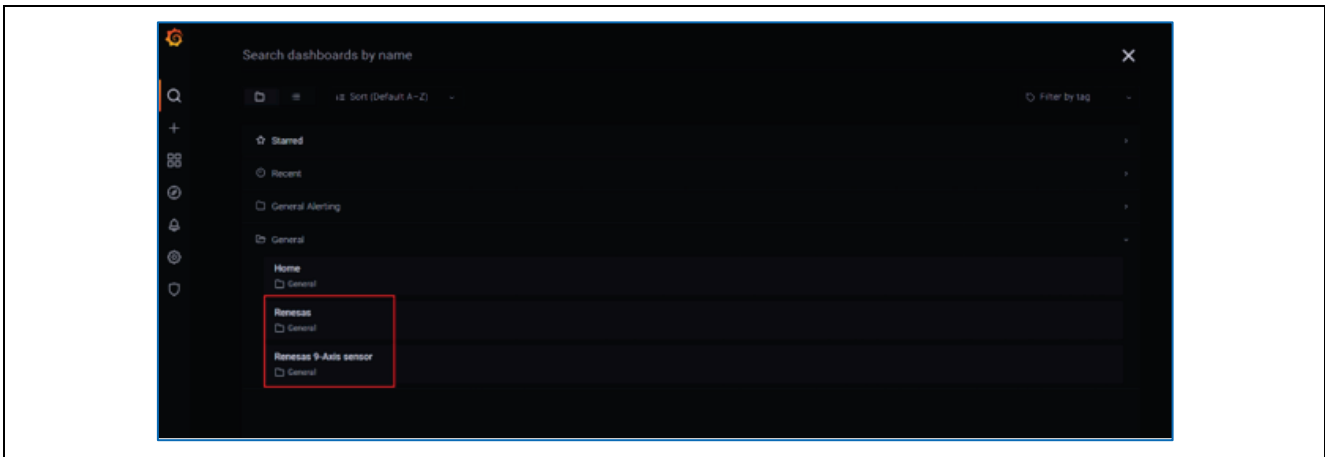 Search dashboards by name
Sort (Default A–Z)
Filter by tag
Starred
Recent
General Alerting
General
Home
General
Renesas
General
Renesas 9-Axis sensor
General